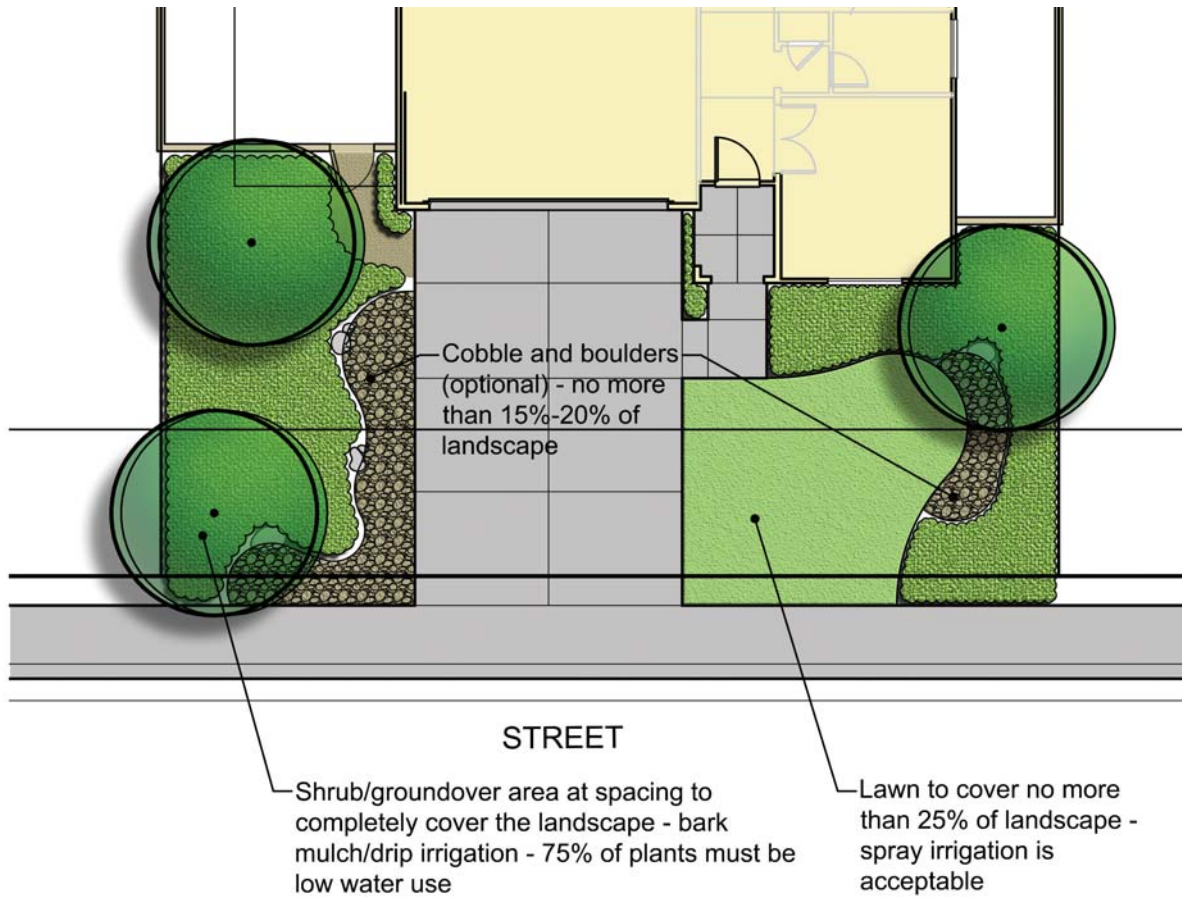 Cobble and boulders
(optional) - no more
than 15%-20% of
landscape
STREET
Shrub/groundover area at spacing to
completely cover the landscape - bark
mulch/drip irrigation - 75% of plants must be
low water use
Lawn to cover no more
than 25% of landscape -
spray irrigation is
acceptable